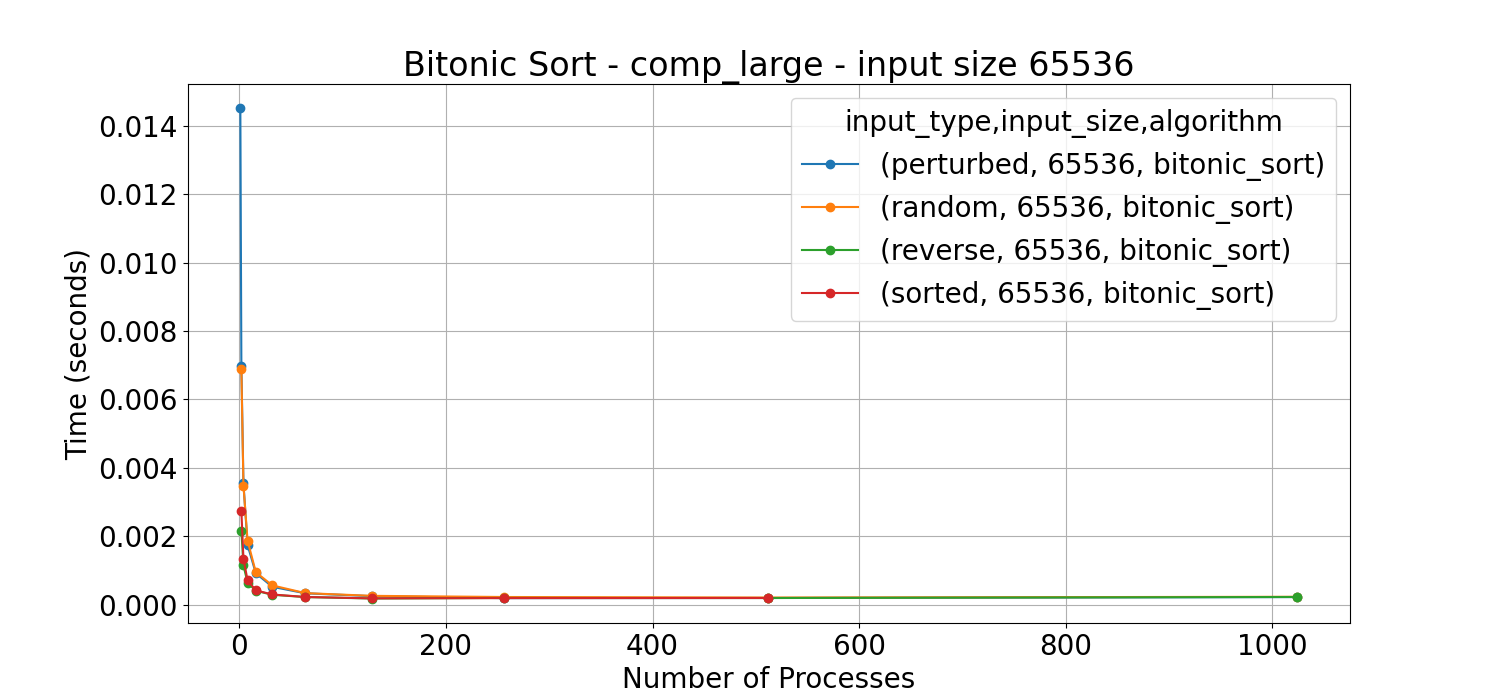 Bitonic Sort - comp_large - input size 65536
input_type,input_size,algorithm
(perturbed, 65536, bitonic_sort)
(random, 65536, bitonic_sort)
(reverse, 65536, bitonic_sort)
(sorted, 65536, bitonic_sort)
Time (seconds)
0.014
0.012
0.010
0.008
0.006
0.004
0.002
0.000
0 200 400 600 800 1000
Number of Processes